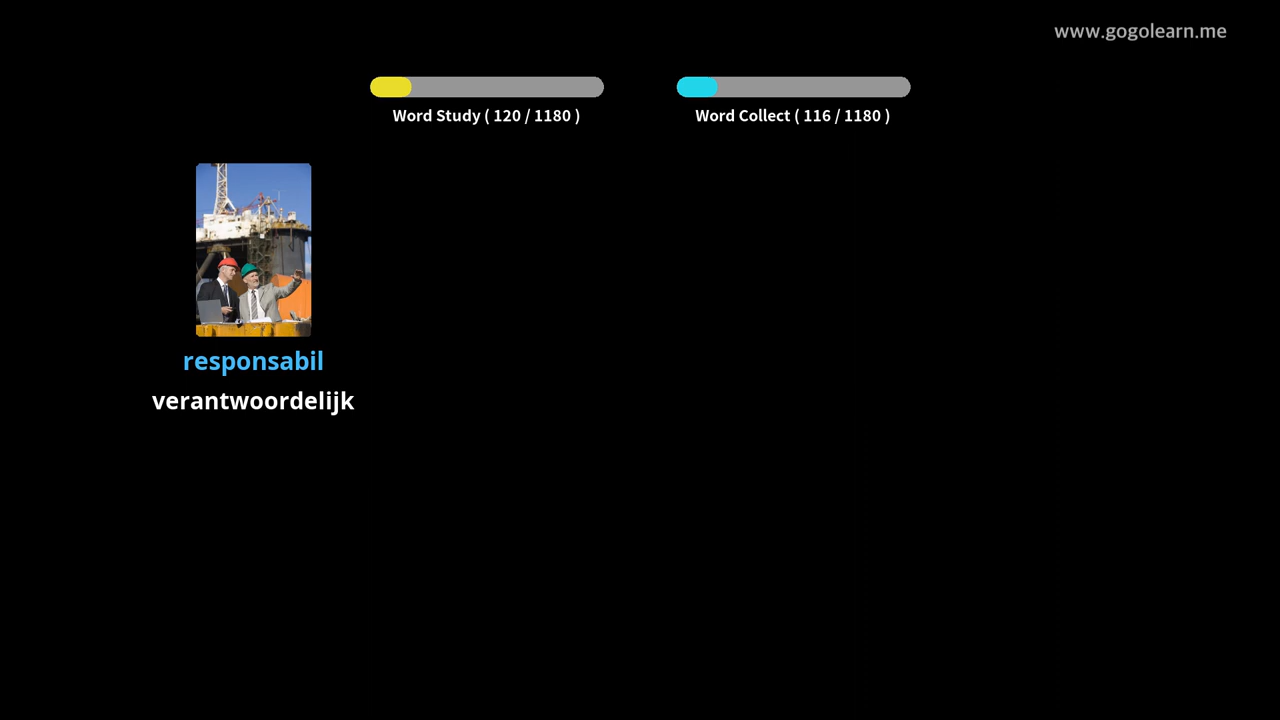 www.gogolearn.me
Word Study ( 120 / 1180 )
Word Collect ( 116 / 1180 )
responsabil
verantwoordelijk